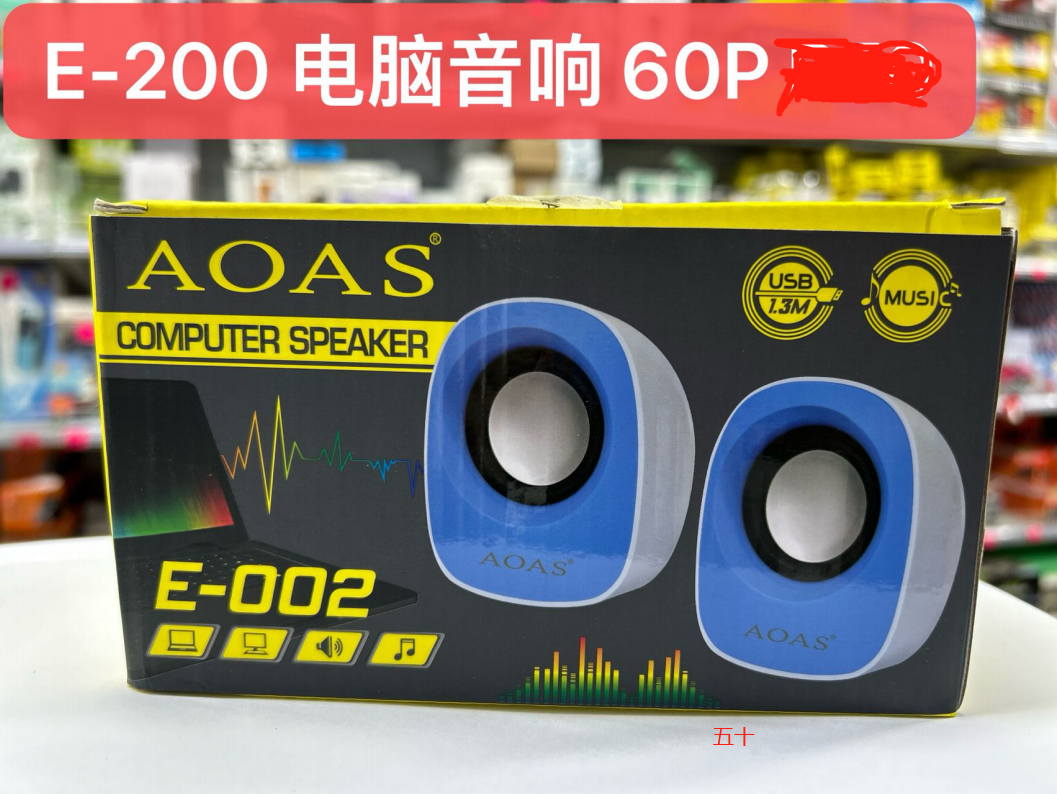 E-200 电脑音响 60P
AOAS®
COMPUTER SPEAKER
USB
1.3M
MUSIC
AOAS®
AOAS®
E-002
五十